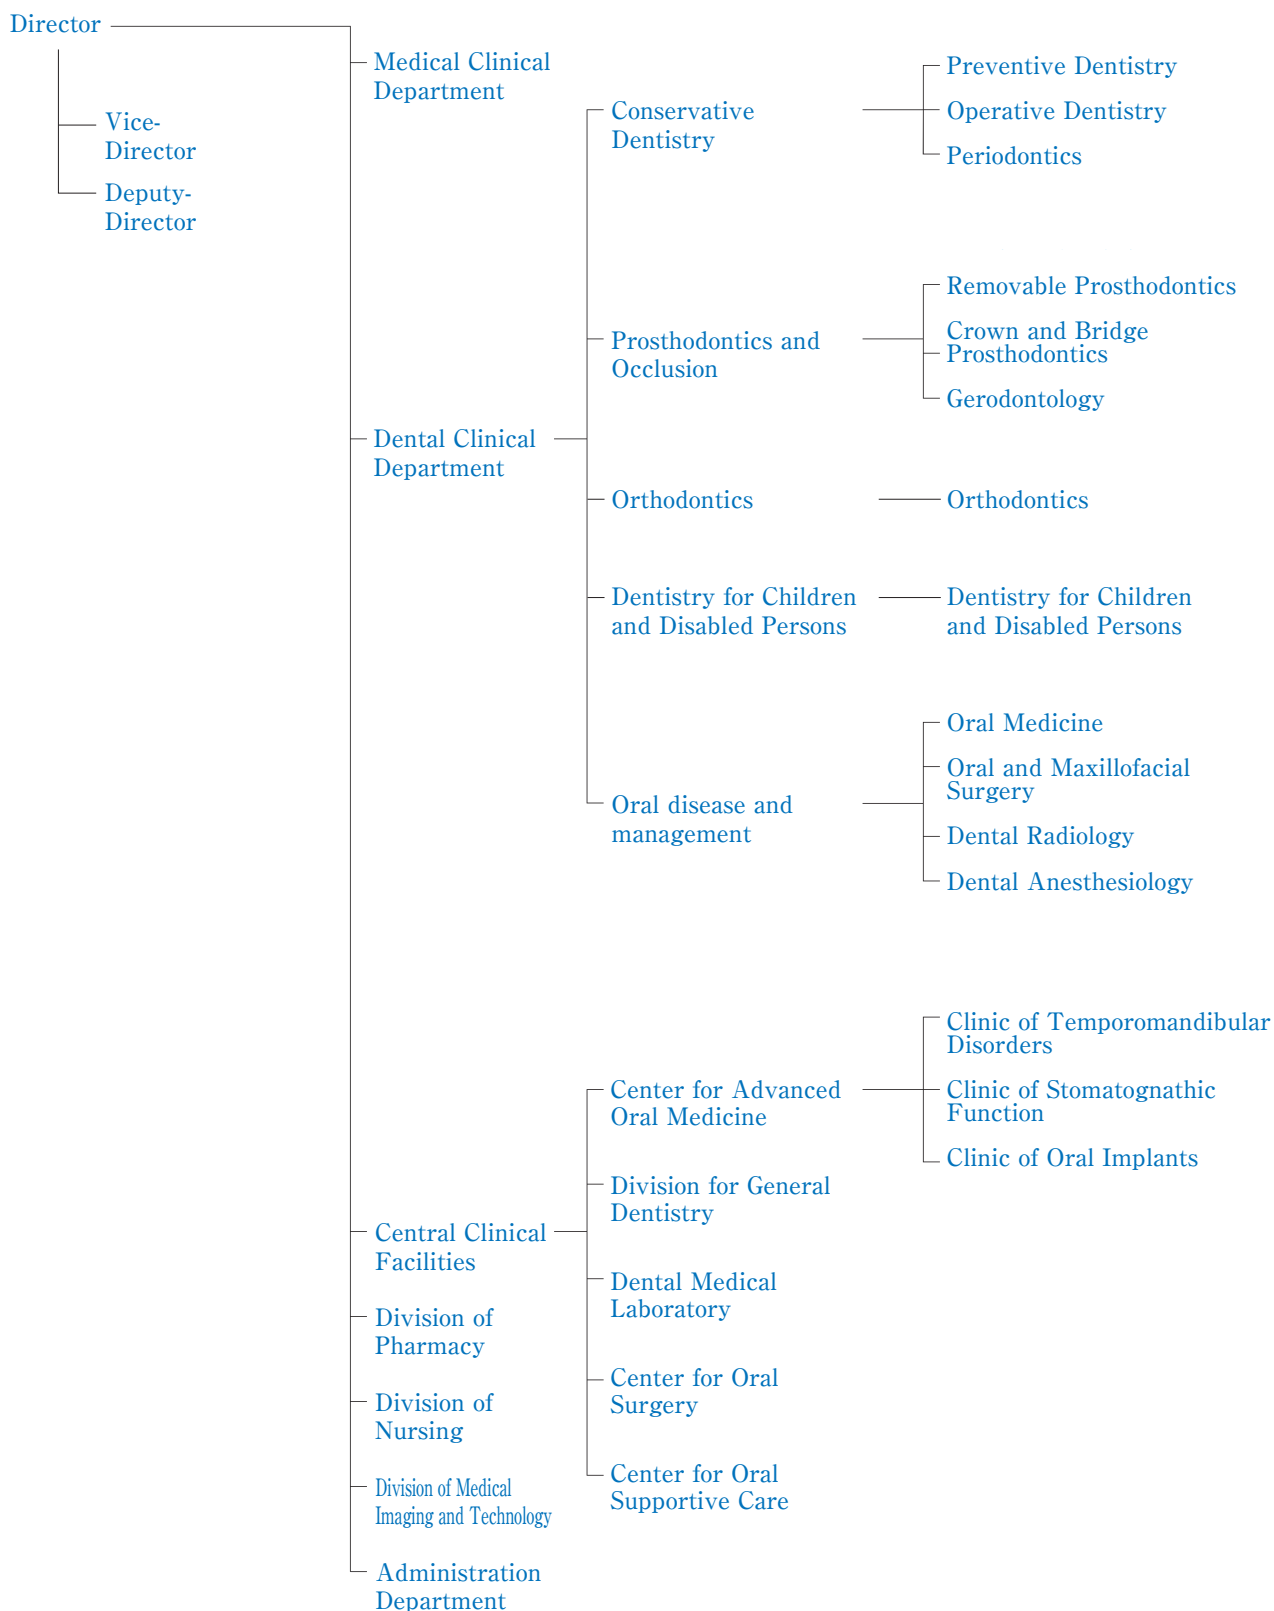 Director
Vice-
Director
Deputy-
Director
Medical Clinical
Department
Dental Clinical
Department
Conservative
Dentistry
Preventive Dentistry
Operative Dentistry
Periodontics
Prosthodontics and
Occlusion
Removable Prosthodontics
Crown and Bridge
Prosthodontics
Gerodontology
Orthodontics
Orthodontics
Dentistry for Children
and Disabled Persons
Dentistry for Children
and Disabled Persons
Oral disease and
management
Oral Medicine
Oral and Maxillofacial
Surgery
Dental Radiology
Dental Anesthesiology
Central Clinical
Facilities
Center for Advanced
Oral Medicine
Clinic of Temporomandibular
Disorders
Clinic of Stomatognathic
Function
Clinic of Oral Implants
Division for General
Dentistry
Dental Medical
Laboratory
Center for Oral
Surgery
Center for Oral
Supportive Care
Division of
Pharmacy
Division of
Nursing
Division of Medical
Imaging and Technology
Administration
Department